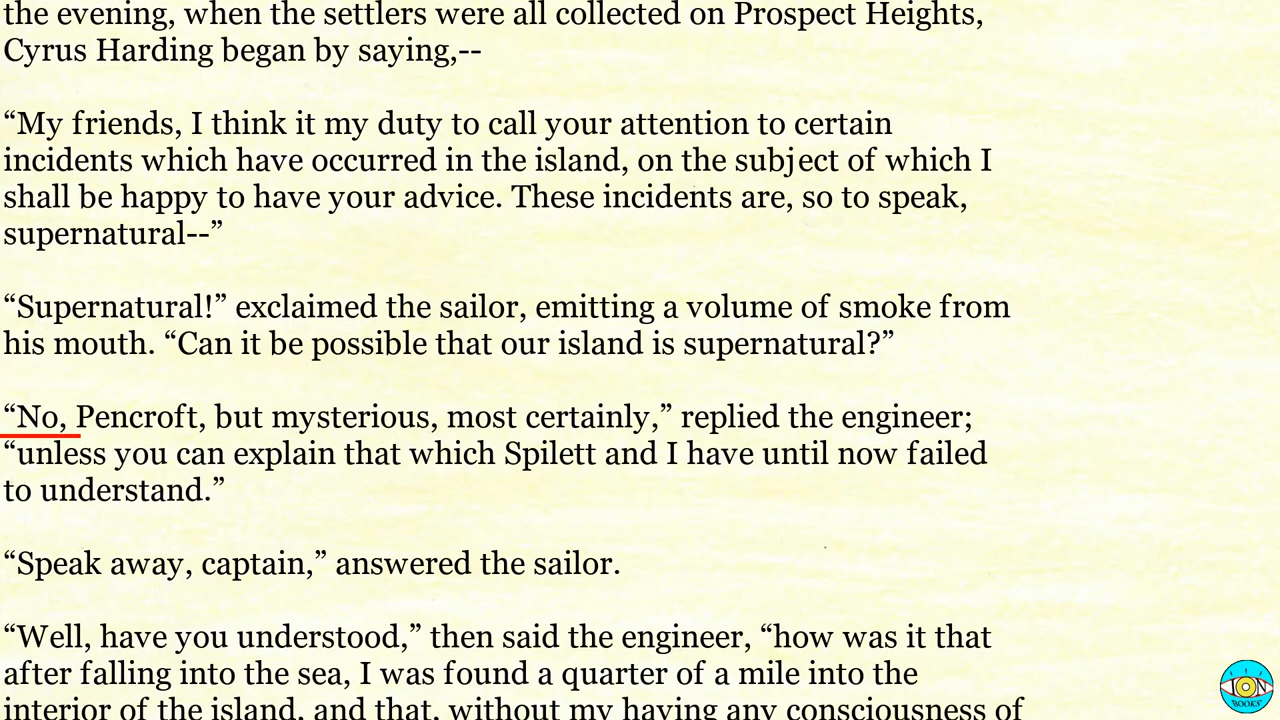 the evening, when the settlers were all collected on Prospect Heights,
Cyrus Harding began by saying,--
“My friends, I think it my duty to call your attention to certain
incidents which have occurred in the island, on the subject of which I
shall be happy to have your advice. These incidents are, so to speak,
supernatural--”
“Supernatural!” exclaimed the sailor, emitting a volume of smoke from
his mouth. “Can it be possible that our island is supernatural?”
“No, Pencroft, but mysterious, most certainly,” replied the engineer;
“unless you can explain that which Spilett and I have until now failed
to understand.”
“Speak away, captain,” answered the sailor.
“Well, have you understood,” then said the engineer, “how was it that
after falling into the sea, I was found a quarter of a mile into the
interior of the island, and that, without my having any consciousness of
ION
BOOKS